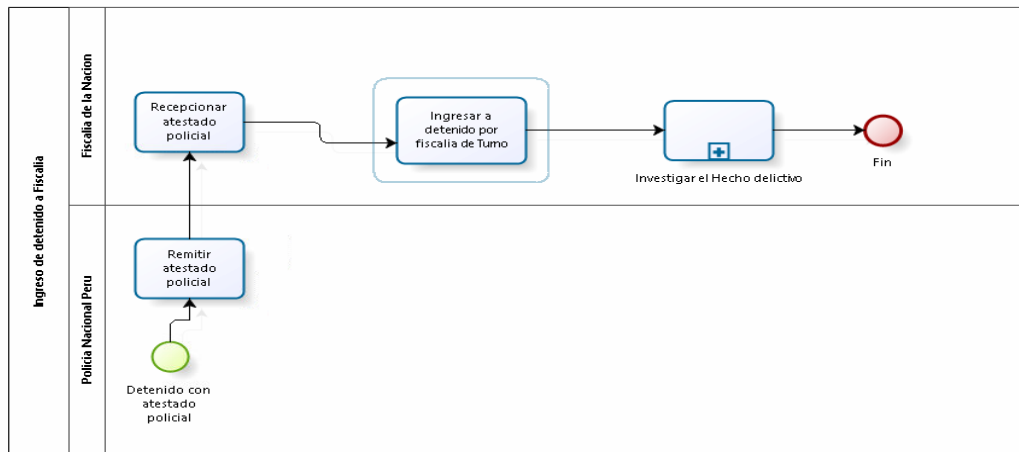 Ingreso de detenido a Fiscalia
Fiscalia de la Nacion
Recepcionar
atestado
policial
Ingresar a
detenido por
fiscalia de Turno
Investigar el Hecho delictivo
Fin
Policia Nacional Peru
Remitir
atestado
policial
Detenido con
atestado
policial